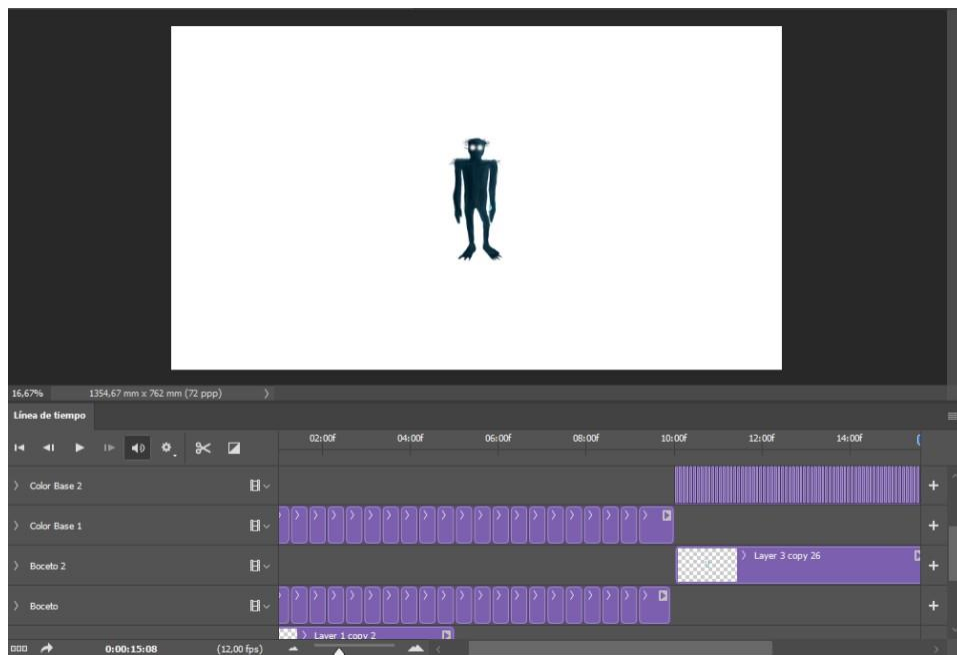 16,67% 1354,67 mm x 762 mm (72 ppp)
Línea de tiempo
02:00f 04:00f 06:00f 08:00f 10:00f 12:00f 14:00f
Color Base 2
Color Base 1
Boceto 2
Layer 3 copy 26
Boceto
Layer 1 copy 2
0:00:15:08 (12,00 fps)